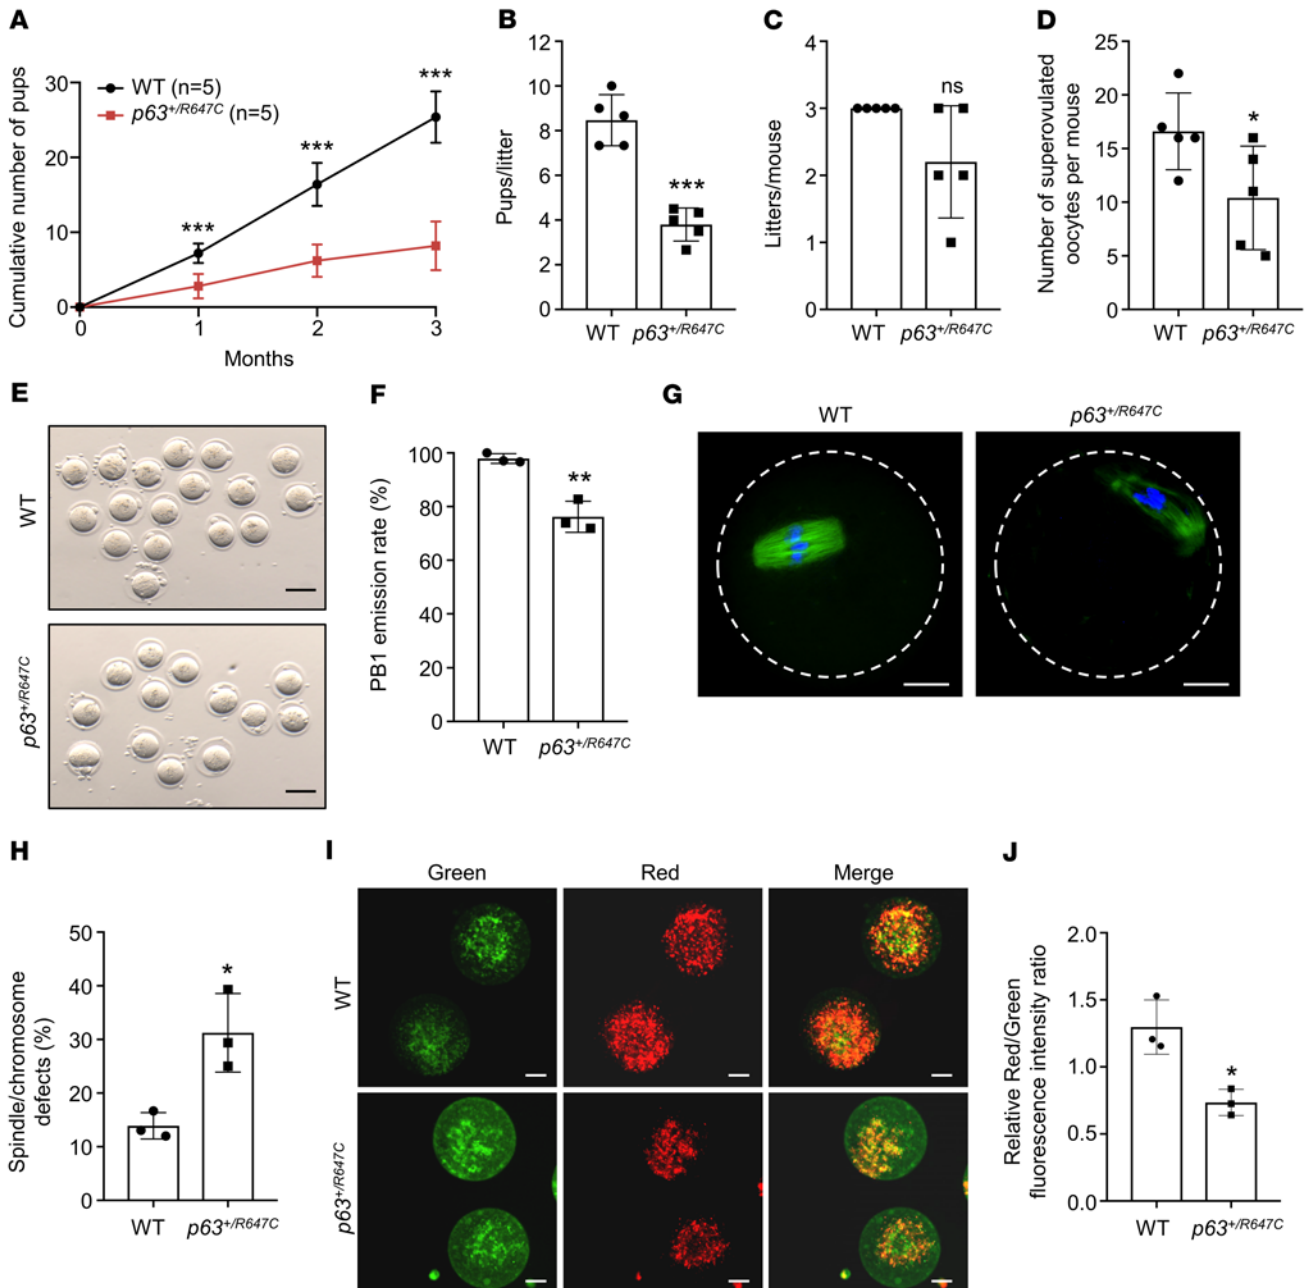 A
Cumulative number of pups
30
20
10
0
WT (n=5)
p63+/R647C (n=5)
***
***
***
0
1
2
3
Months
B
Pups/litter
12
10
8
6
4
2
0
***
WT
p63+/R647C
C
Litters/mouse
4
3
2
1
0
ns
WT
p63+/R647C
D
Number of superovulated
oocytes per mouse
25
20
15
10
5
0
*
WT
p63+/R647C
E
WT
p63+/R647C
F
PB1 emission rate (%)
100
80
60
40
20
0
**
WT
p63+/R647C
G
WT
p63+/R647C
H
Spindle/chromosome
defects (%)
50
40
30
20
10
0
*
WT
p63+/R647C
I
Green
Red
Merge
WT
p63+/R647C
J
Relative Red/Green
fluorescence intensity ratio
2.0
1.5
1.0
0.5
0.0
*
WT
p63+/R647C